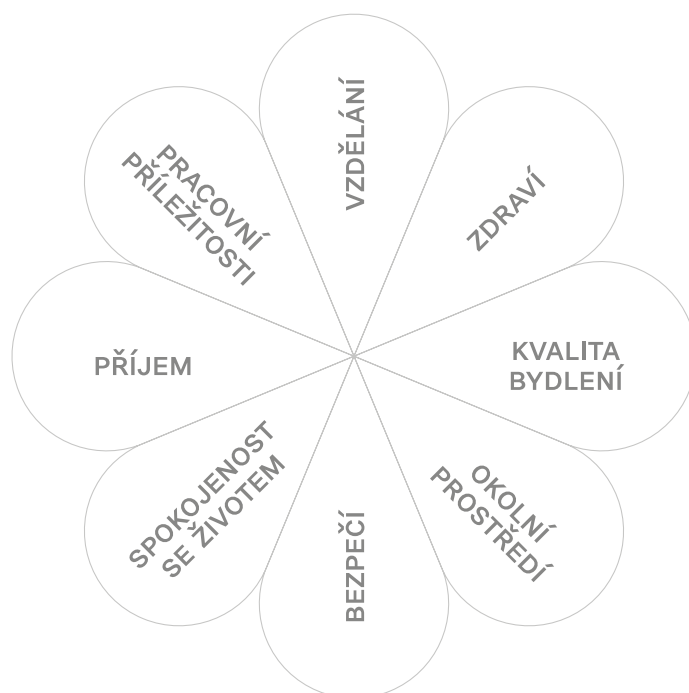 VZDĚLÁNÍ
ZDRAVÍ
KVALITA
BYDLENÍ
OKOLNÍ
PROSTŘEDÍ
BEZPEČÍ
SPOKOJENOST
SE ŽIVOTEM
PŘÍJEM
PRACOVNÍ
PŘÍLEŽITOSTI